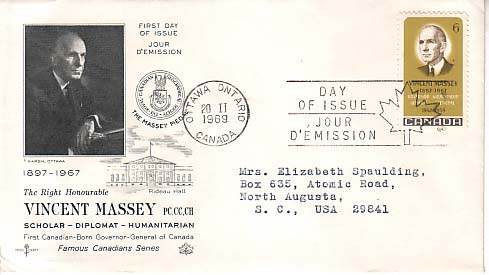 FIRST DAY
OF ISSUE
JOUR
D'ÉMISSION
THE MASSEY MEDAL
OTTAWA ONTARIO
20 II
1969
CANADA
DAY
OF ISSUE
JOUR
D'ÉMISSION
6
VINCENT MASSEY
1887-1967
CANADA
KARSH, OTTAWA
1897-1967
Rideau Hall
The Right Honourable
VINCENT MASSEY PC,CC,CH
SCHOLAR - DIPLOMAT - HUMANITARIAN
First Canadian-Born Governor-General of Canada
Famous Canadians Series
Mrs. Elizabeth Spaulding,
Box 635, Atomic Road,
North Augusta,
S. C., USA 29841